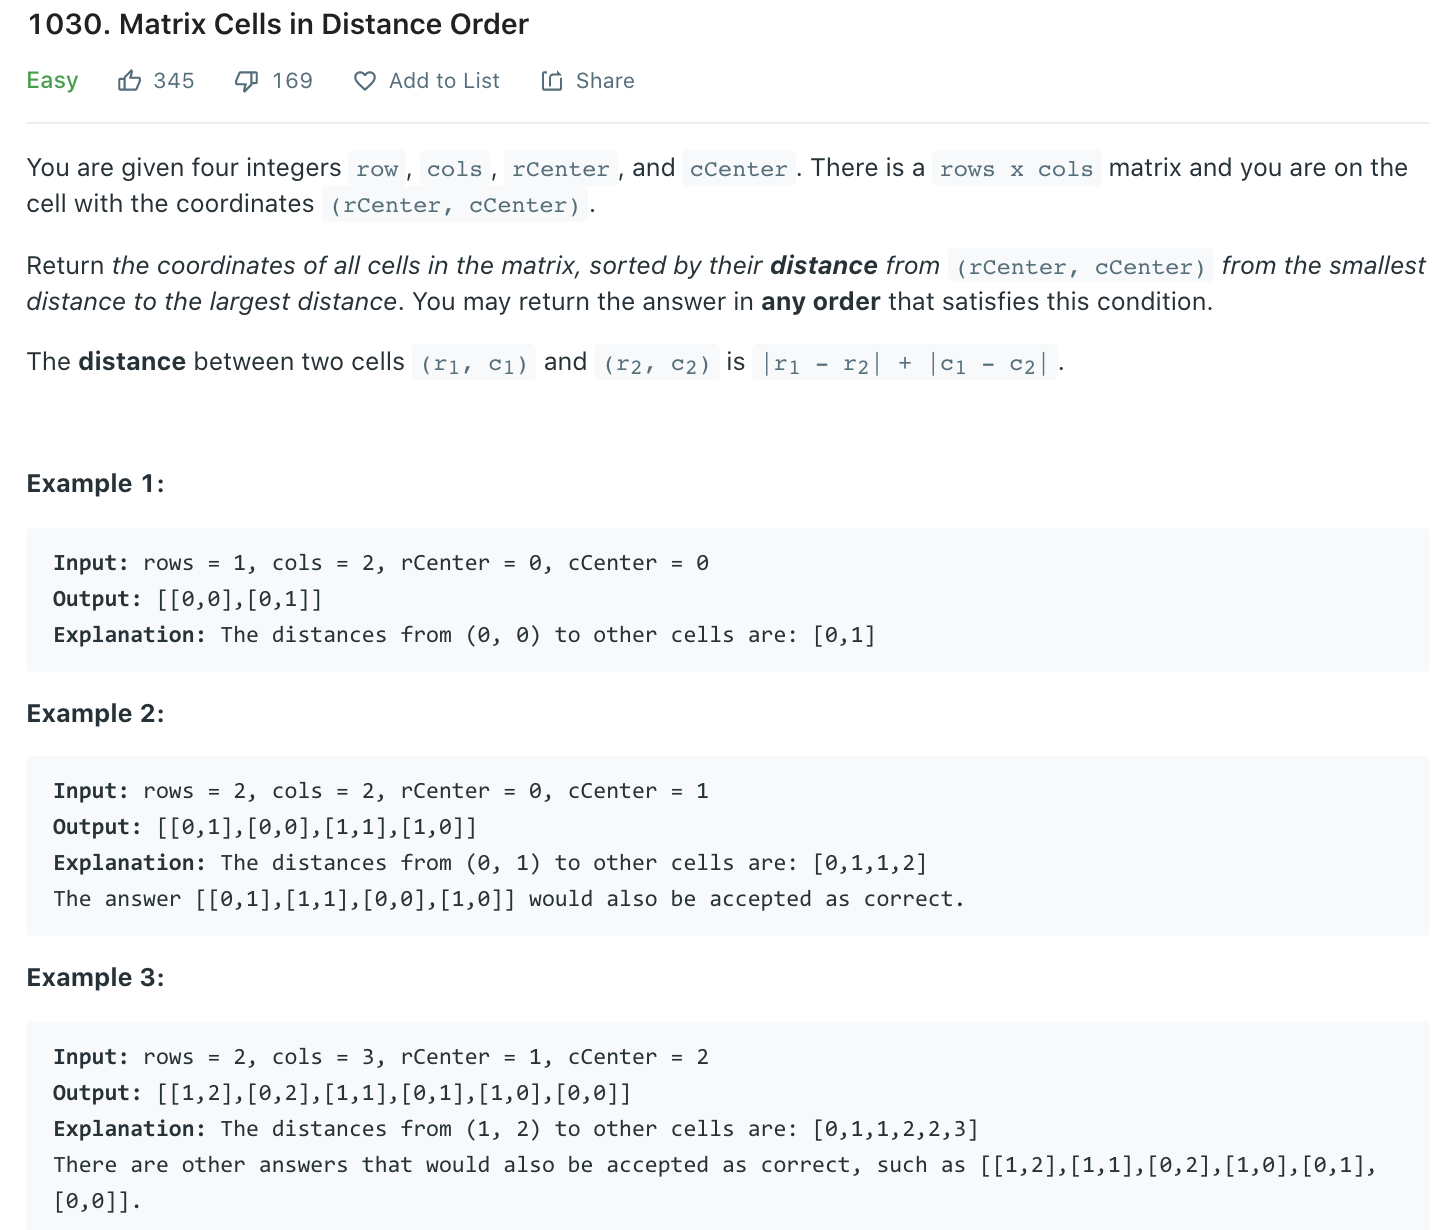 1030. Matrix Cells in Distance Order
Easy 345 169 Add to List Share
You are given four integers row, cols, rCenter, and cCenter. There is a rows x cols matrix and you are on the
cell with the coordinates (rCenter, cCenter).
Return the coordinates of all cells in the matrix, sorted by their distance from (rCenter, cCenter) from the smallest
distance to the largest distance. You may return the answer in any order that satisfies this condition.
The distance between two cells (r1, c1) and (r2, c2) is |r1 - r2| + |c1 - c2|.
Example 1:
Input: rows = 1, cols = 2, rCenter = 0, cCenter = 0
Output: [[0,0],[0,1]]
Explanation: The distances from (0, 0) to other cells are: [0,1]
Example 2:
Input: rows = 2, cols = 2, rCenter = 0, cCenter = 1
Output: [[0,1],[0,0],[1,1],[1,0]]
Explanation: The distances from (0, 1) to other cells are: [0,1,1,2]
The answer [[0,1],[1,1],[0,0],[1,0]] would also be accepted as correct.
Example 3:
Input: rows = 2, cols = 3, rCenter = 1, cCenter = 2
Output: [[1,2],[0,2],[1,1],[0,1],[1,0],[0,0]]
Explanation: The distances from (1, 2) to other cells are: [0,1,1,2,2,3]
There are other answers that would also be accepted as correct, such as [[1,2],[1,1],[0,2],[1,0],[0,1],
[0,0]].